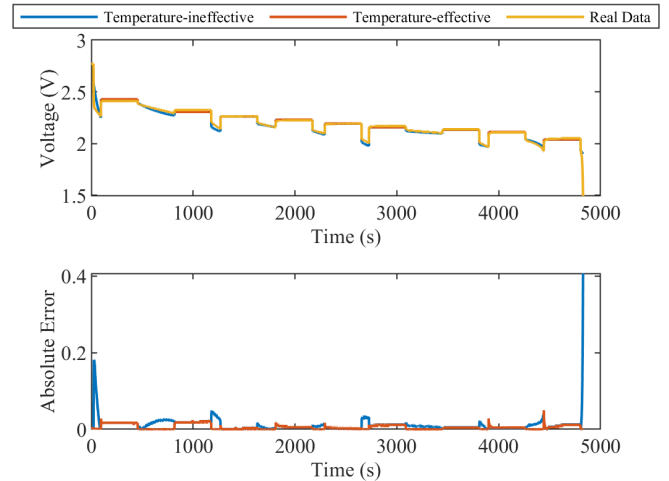 Temperature-ineffective Temperature-effective Real Data
3
2.5
2
1.5
Voltage (V)
0 1000 2000 3000 4000 5000
Time (s)
0.4
0.2
0
Absolute Error
0 1000 2000 3000 4000 5000
Time (s)